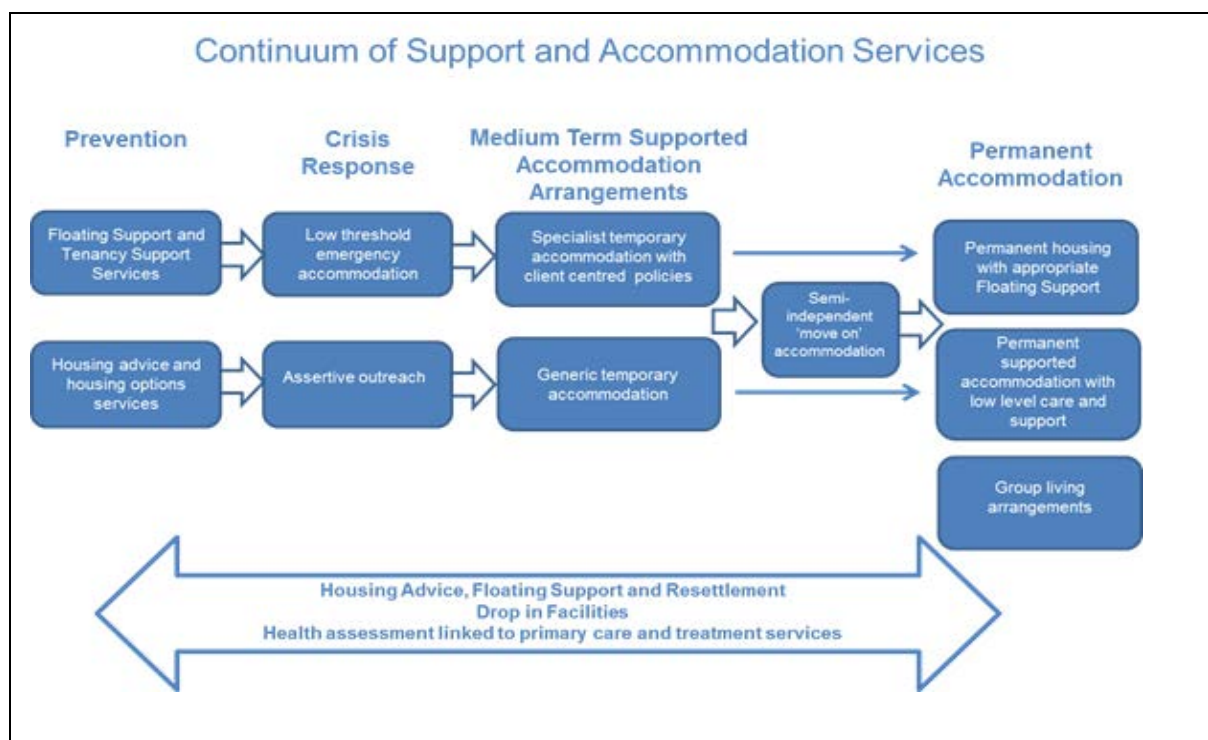 Continuum of Support and Accommodation Services
Prevention
Crisis
Response
Medium Term Supported
Accommodation
Arrangements
Permanent
Accommodation
Floating Support and
Tenancy Support
Services
Low threshold
emergency
accommodation
Specialist temporary
accommodation with
client centred policies
Permanent housing
with appropriate
Floating Support
Semi-
independent
'move on'
accommodation
Housing advice and
housing options
services
Assertive outreach
Generic temporary
accommodation
Permanent
supported
accommodation with
low level care and
support
Group living
arrangements
Housing Advice, Floating Support and Resettlement
Drop in Facilities
Health assessment linked to primary care and treatment services